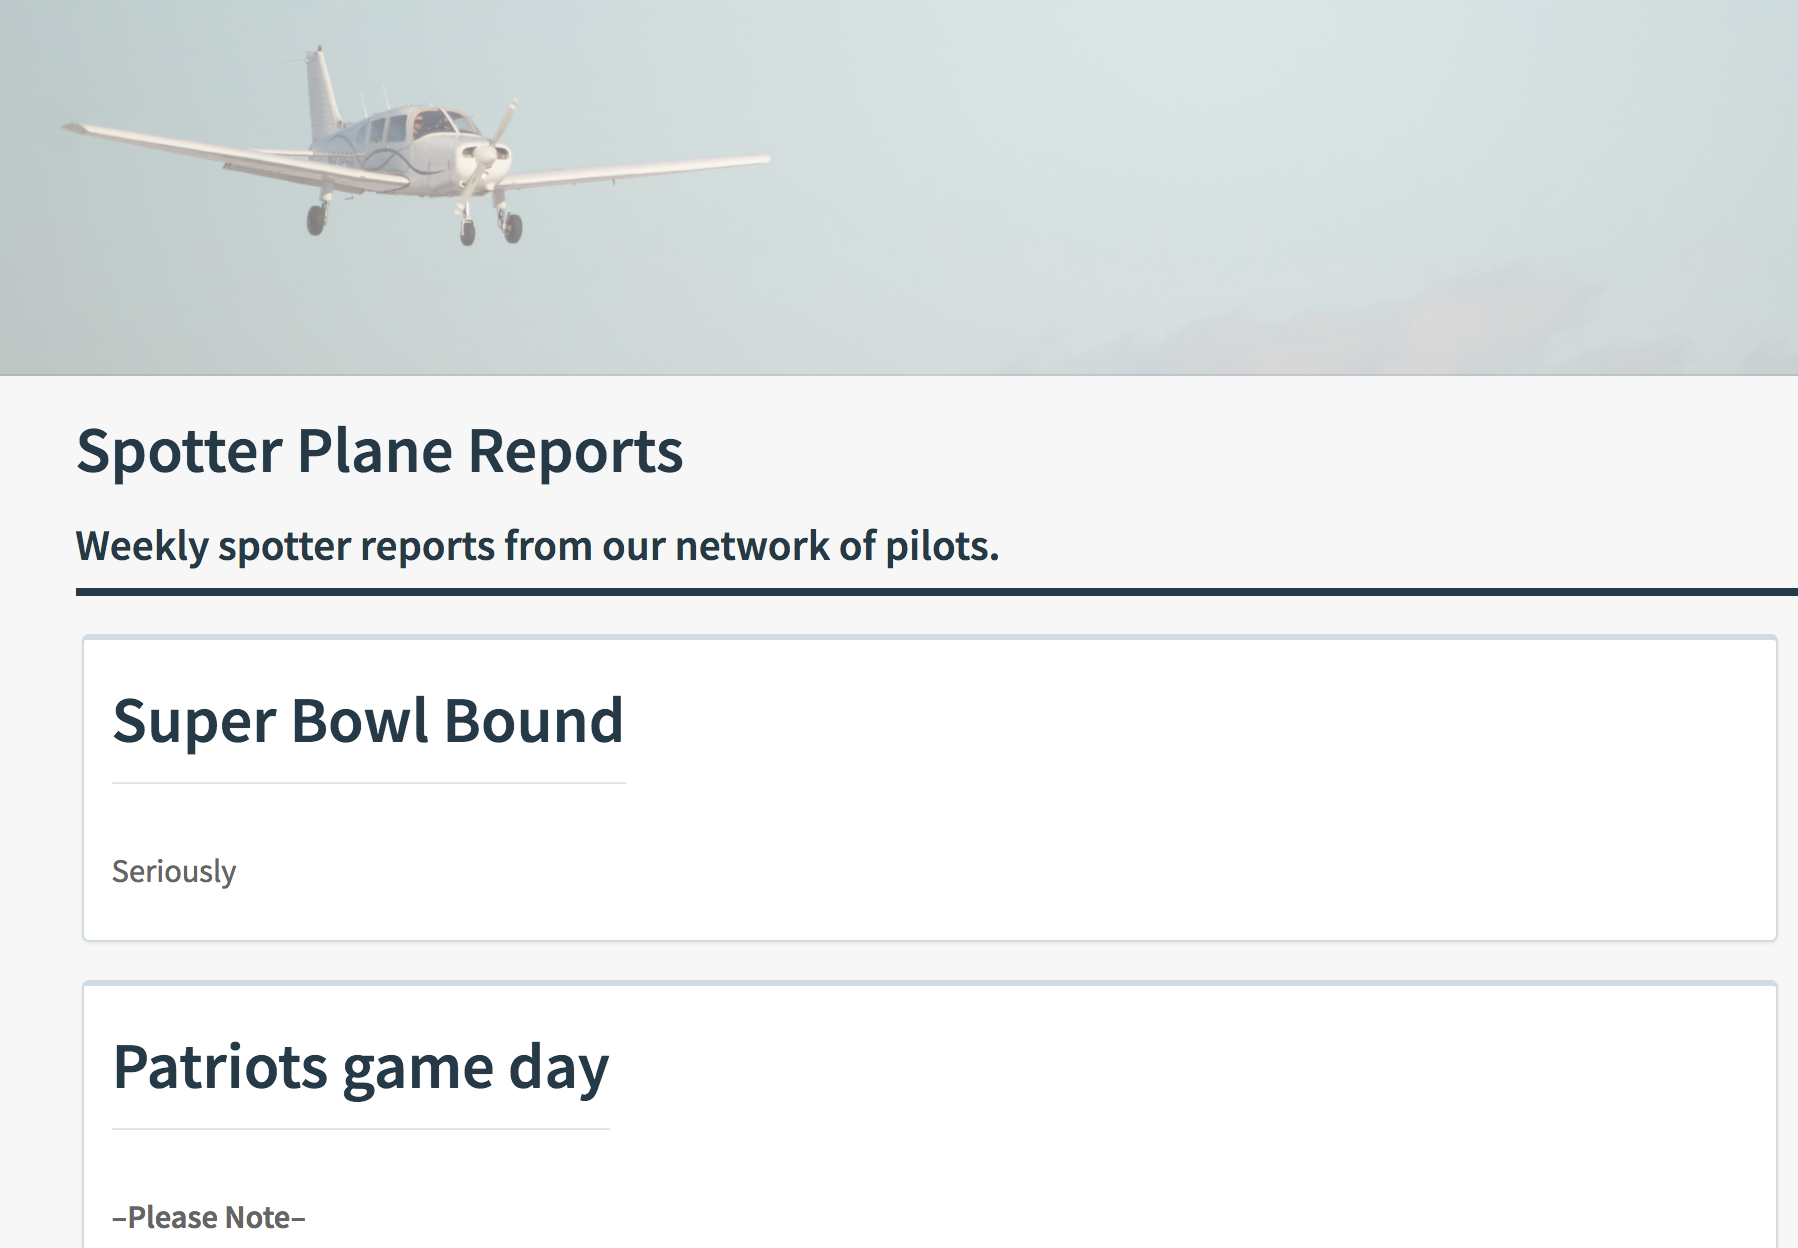 Spotter Plane Reports
Weekly spotter reports from our network of pilots.
Super Bowl Bound
Seriously
Patriots game day
–Please Note–